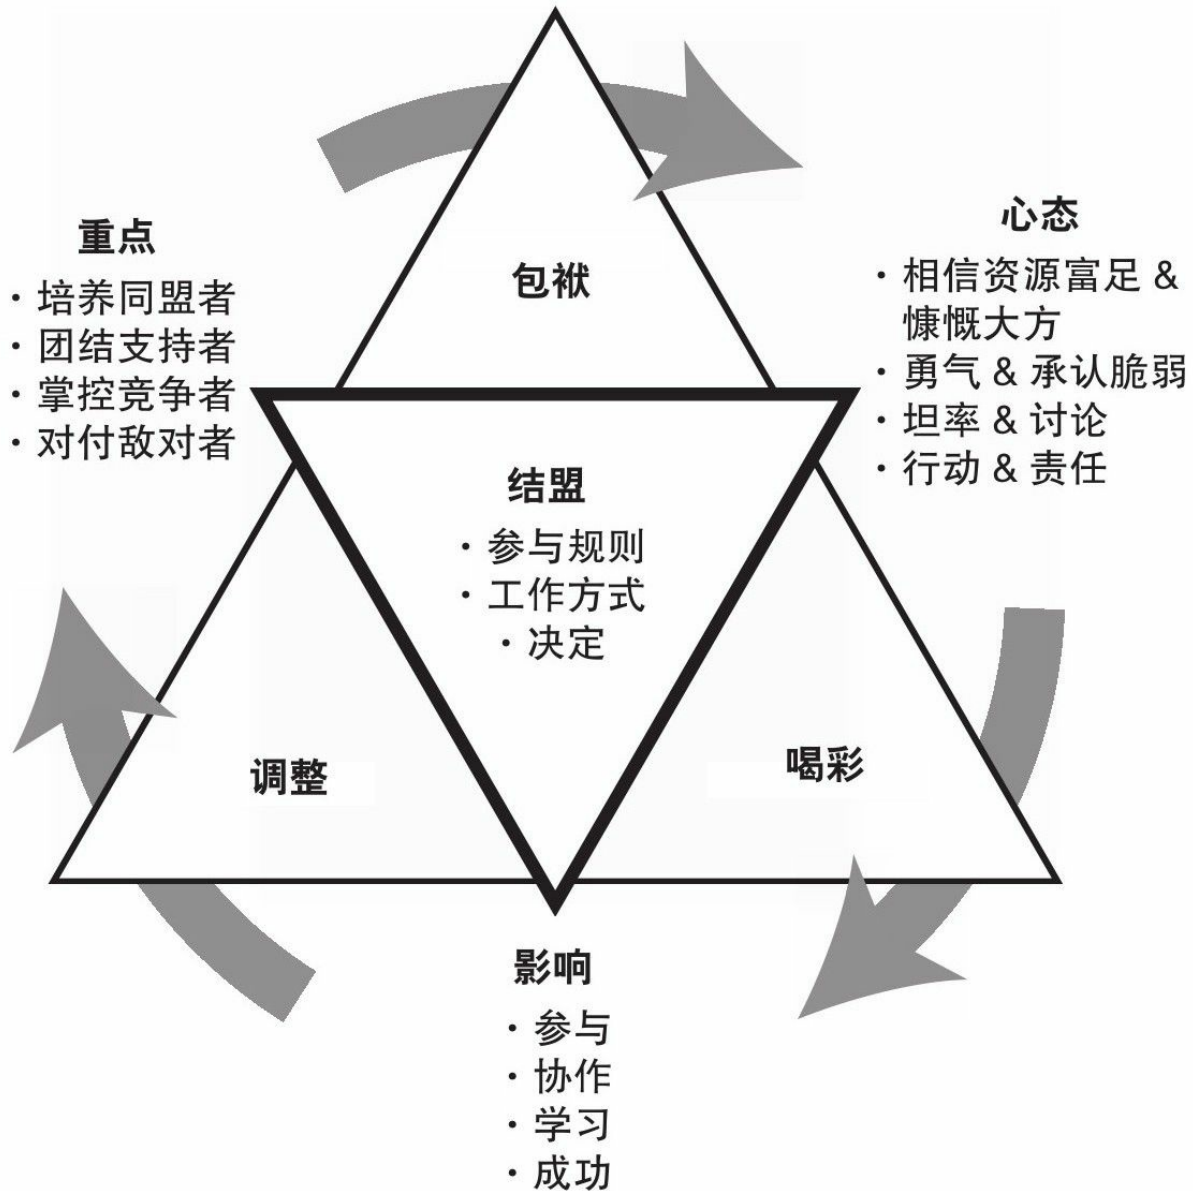 包袱
重点
· 培养同盟者
· 团结支持者
· 掌控竞争者
· 对付敌对者
心态
· 相信资源富足 &
慷慨大方
· 勇气 & 承认脆弱
· 坦率 & 讨论
· 行动 & 责任
结盟
· 参与规则
· 工作方式
· 决定
调整
喝彩
影响
· 参与
· 协作
· 学习
· 成功